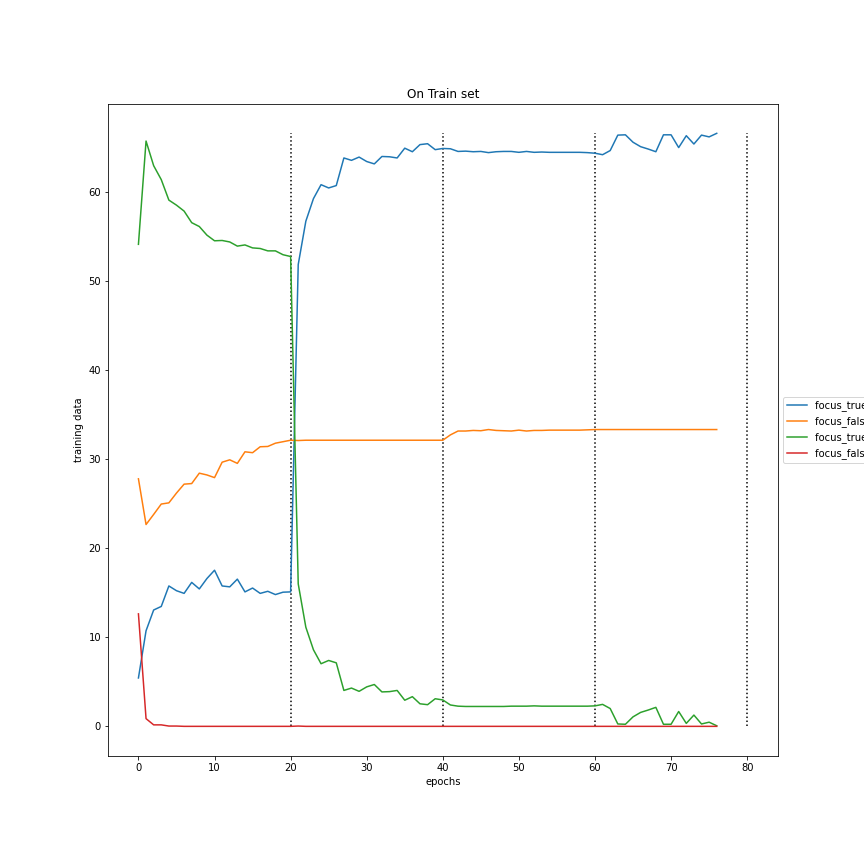 On Train set
training data
60
50
40
30
20
10
0
0 10 20 30 40 50 60 70 80
epochs
focus_true
focus_fals
focus_true
focus_fals